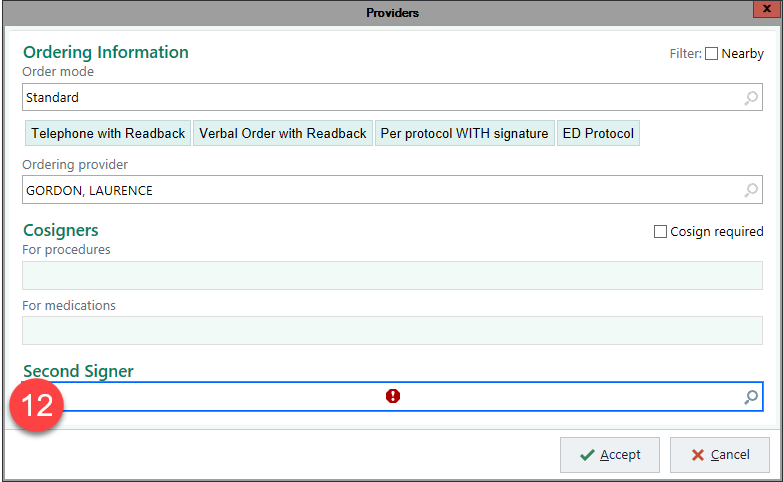 Providers
x
Ordering Information
Filter: Nearby
Order mode
Standard
Telephone with Readback Verbal Order with Readback Per protocol WITH signature ED Protocol
Ordering provider
GORDON, LAURENCE
Cosigners
Cosign required
For procedures
For medications
Second Signer
12
!
Accept Cancel